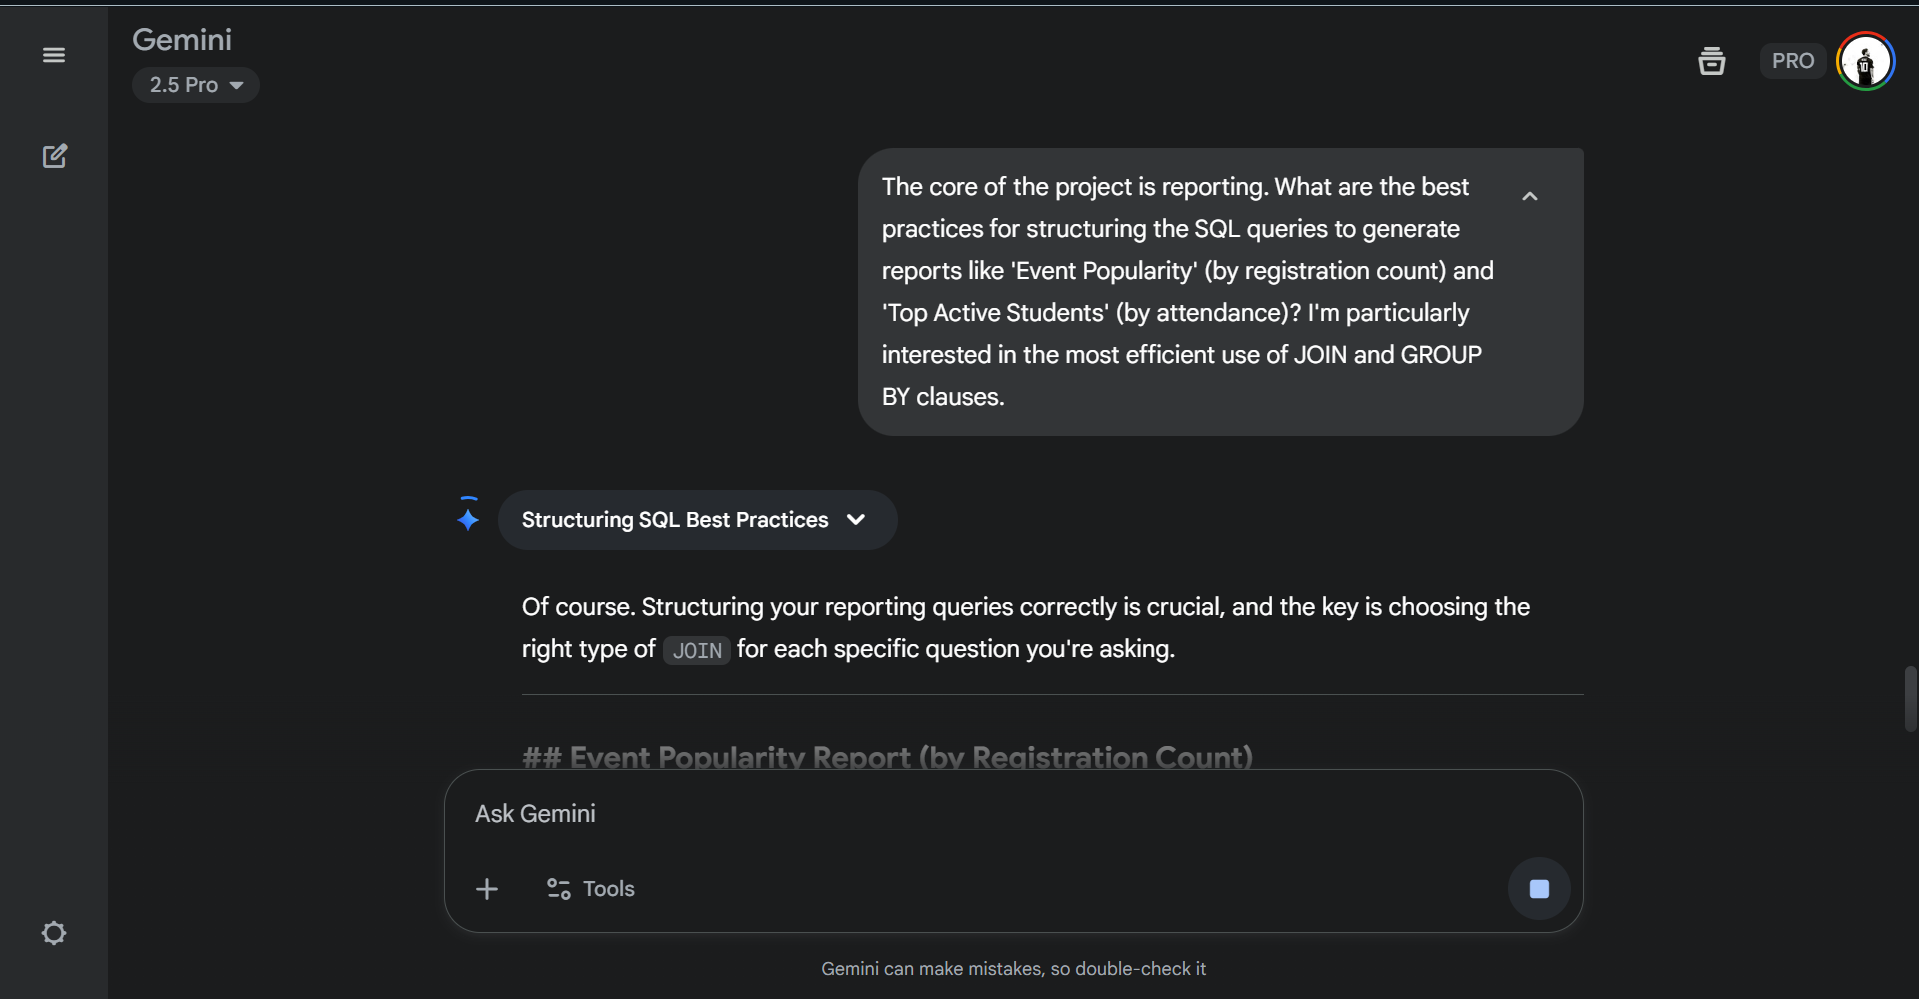 Gemini
2.5 Pro
PRO
10
The core of the project is reporting. What are the best
practices for structuring the SQL queries to generate
reports like 'Event Popularity' (by registration count) and
'Top Active Students' (by attendance)? I'm particularly
interested in the most efficient use of JOIN and GROUP
BY clauses.
Structuring SQL Best Practices
Of course. Structuring your reporting queries correctly is crucial, and the key is choosing the
right type of JOIN for each specific question you're asking.
## Event Popularity Report (by Registration Count)
Ask Gemini
Tools
Gemini can make mistakes, so double-check it